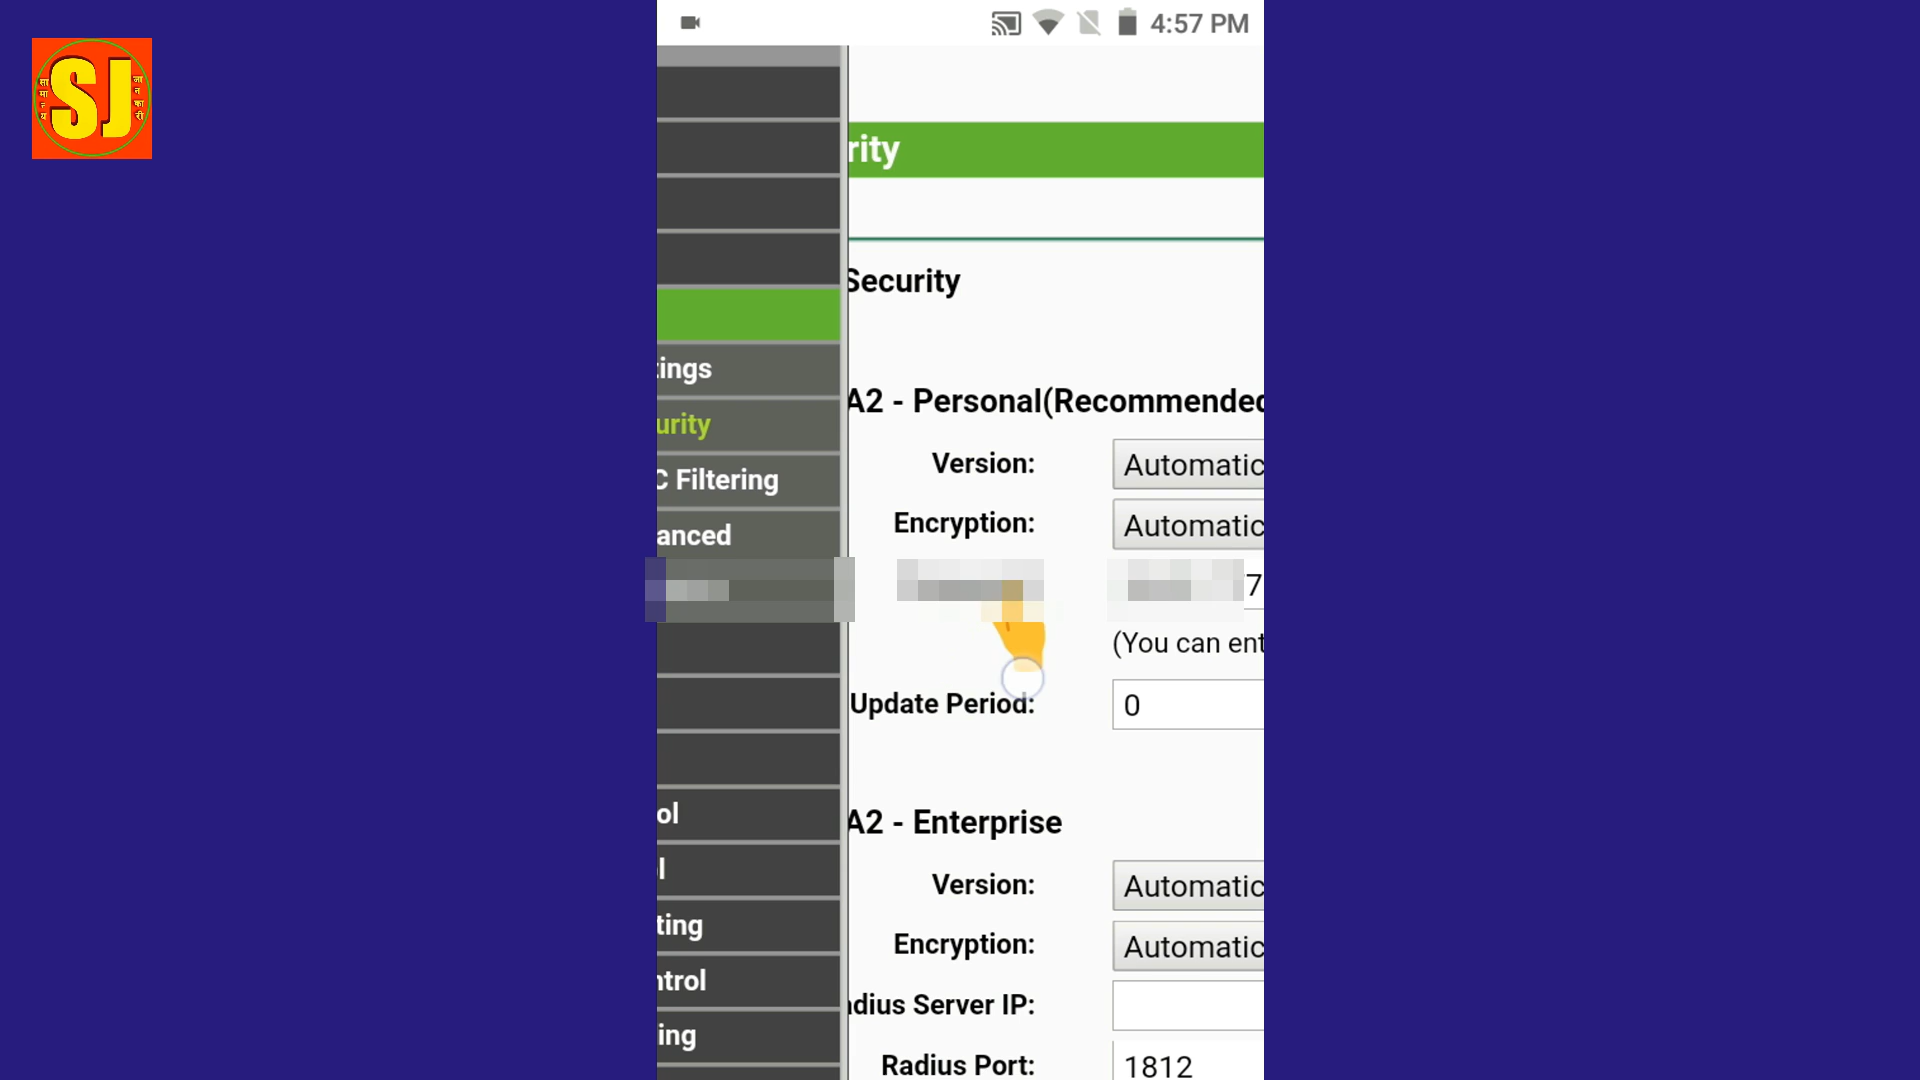 4:57 PM
SJ
सामान्य
जानकारी
rity
Security
tings
A2 - Personal(Recommended
urity
Version:
Automatic
C Filtering
Encryption:
Automatic
anced
7
(You can ent
Update Period:
0
ol
A2 - Enterprise
l
Version:
Automatic
ting
Encryption:
Automatic
ntrol
dius Server IP:
ing
Radius Port:
1812